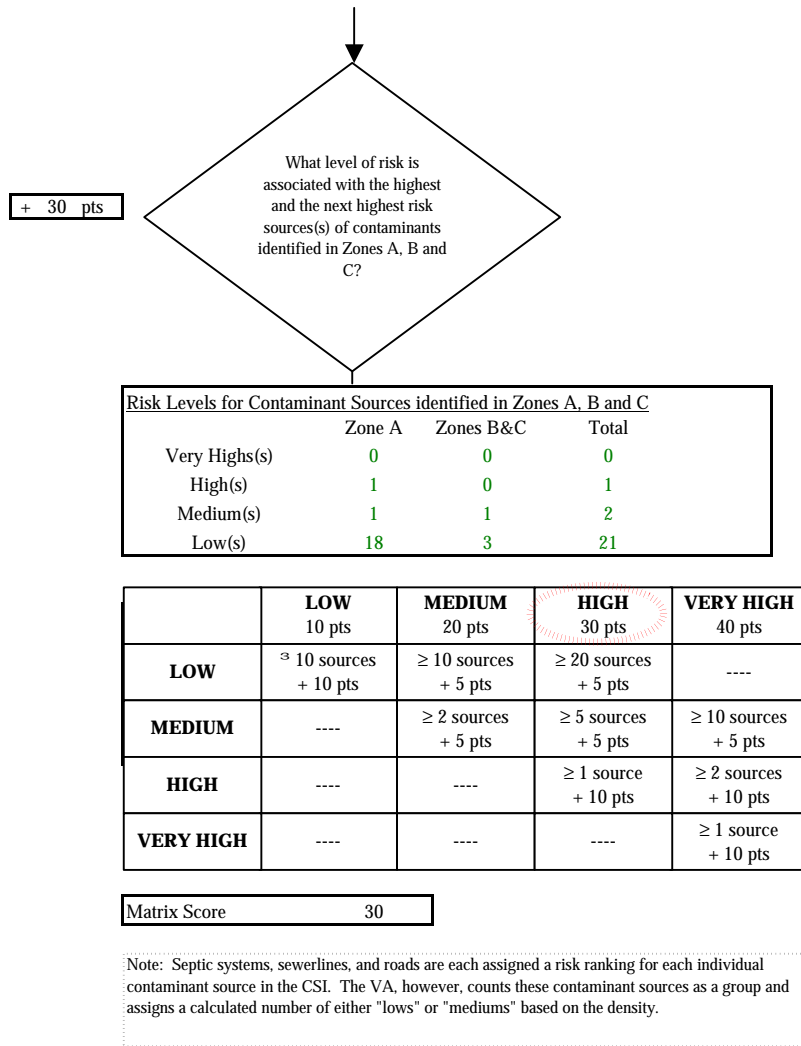 What level of risk is
associated with the highest
and the next highest risk
sources(s) of contaminants
identified in Zones A, B and
C?
+ 30 pts
Risk Levels for Contaminant Sources identified in Zones A, B and C
Zone A Zones B&C Total
Very Highs(s) 0 0 0
High(s) 1 0 1
Medium(s) 1 1 2
Low(s) 18 3 21
LOW MEDIUM HIGH VERY HIGH
10 pts 20 pts 30 pts 40 pts
LOW ³ 10 sources ≥ 10 sources ≥ 20 sources ----
+ 10 pts + 5 pts + 5 pts
MEDIUM ---- ≥ 2 sources ≥ 5 sources ≥ 10 sources
+ 5 pts + 5 pts + 5 pts
HIGH ---- ---- ≥ 1 source ≥ 2 sources
+ 10 pts + 10 pts
VERY HIGH ---- ---- ---- ≥ 1 source
+ 10 pts
Matrix Score 30
Note: Septic systems, sewerlines, and roads are each assigned a risk ranking for each individual
contaminant source in the CSI. The VA, however, counts these contaminant sources as a group and
assigns a calculated number of either "lows" or "mediums" based on the density.